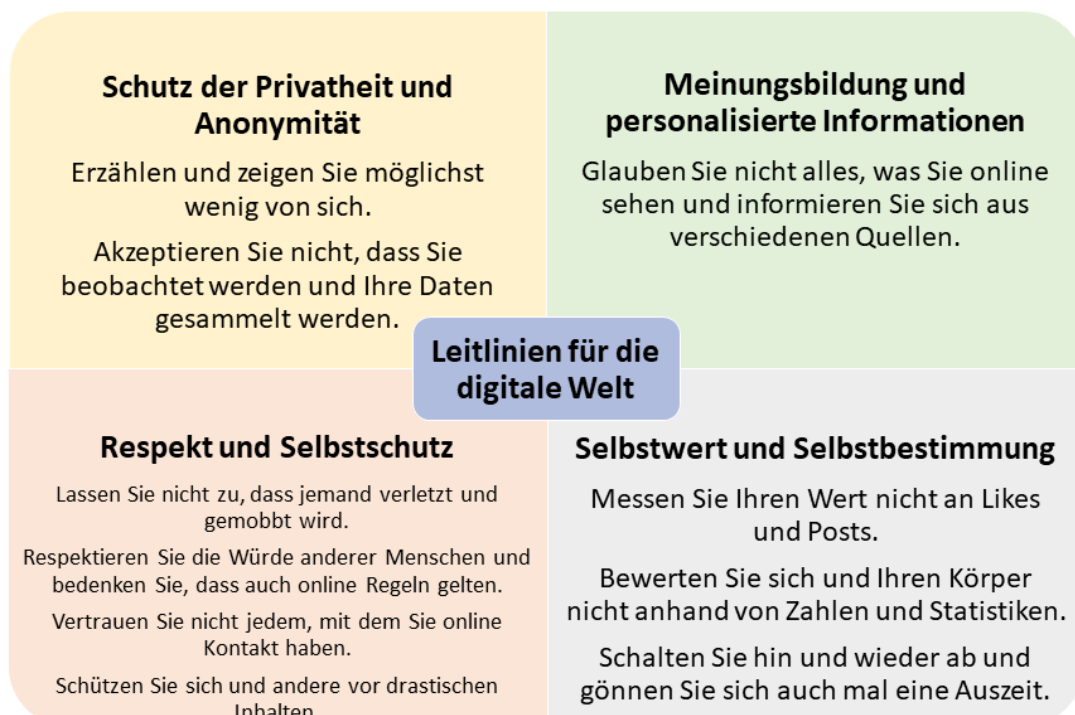 Schutz der Privatheit und
Anonymität
Erzählen und zeigen Sie möglichst
wenig von sich.
Akzeptieren Sie nicht, dass Sie
beobachtet werden und Ihre Daten
gesammelt werden.
Meinungsbildung und
personalisierte Informationen
Glauben Sie nicht alles, was Sie online
sehen und informieren Sie sich aus
verschiedenen Quellen.
Leitlinien für die
digitale Welt
Respekt und Selbstschutz
Lassen Sie nicht zu, dass jemand verletzt und
gemobbt wird.
Respektieren Sie die Würde anderer Menschen und
bedenken Sie, dass auch online Regeln gelten.
Vertrauen Sie nicht jedem, mit dem Sie online
Kontakt haben.
Schützen Sie sich und andere vor drastischen
Inhalten
Selbstwert und Selbstbestimmung
Messen Sie Ihren Wert nicht an Likes
und Posts.
Bewerten Sie sich und Ihren Körper
nicht anhand von Zahlen und Statistiken.
Schalten Sie hin und wieder ab und
gönnen Sie sich auch mal eine Auszeit.